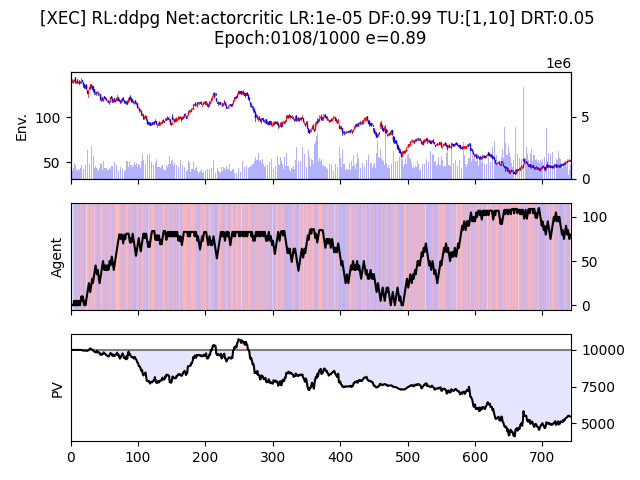 [XEC] RL:ddpg Net:actorcritic LR:1e-05 DF:0.99 TU:[1,10] DRT:0.05
Epoch:0108/1000 e=0.89
1e6
Env.
100
50
5
0
Agent
100
50
0
PV
10000
7500
5000
0 100 200 300 400 500 600 700